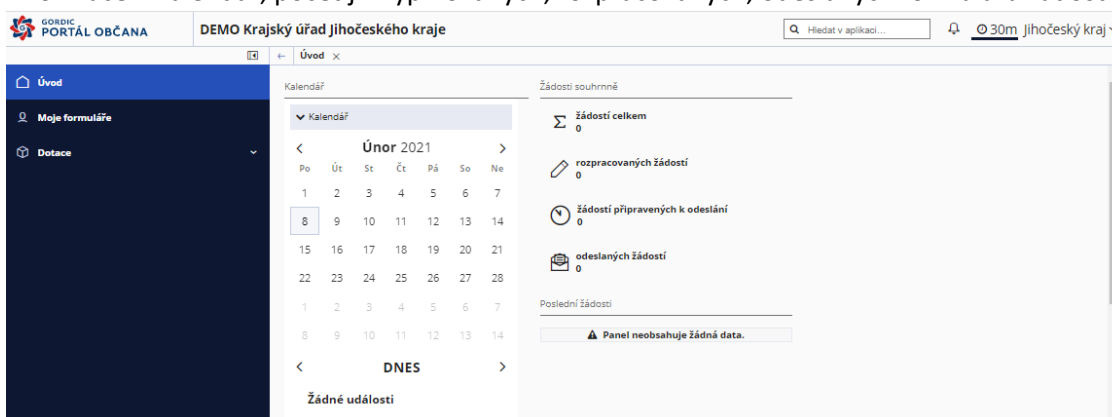 GORDIC
PORTÁL OBČANA
DEMO Krajský úřad Jihočeského kraje
Hledat v aplikaci...
30m Jihočeský kraj
Úvod
Úvod
Moje formuláře
Dotace
Kalendář
Kalendář
Únor 2021
Po Út St Čt Pá So Ne
1 2 3 4 5 6 7
8 9 10 11 12 13 14
15 16 17 18 19 20 21
22 23 24 25 26 27 28
1 2 3 4 5 6 7
8 9 10 11 12 13 14
DNES
Žádné události
Žádosti souhrnně
žádostí celkem
0
rozpracovaných žádostí
0
žádostí připravených k odeslání
0
odeslaných žádostí
0
Poslední žádosti
Panel neobsahuje žádná data.